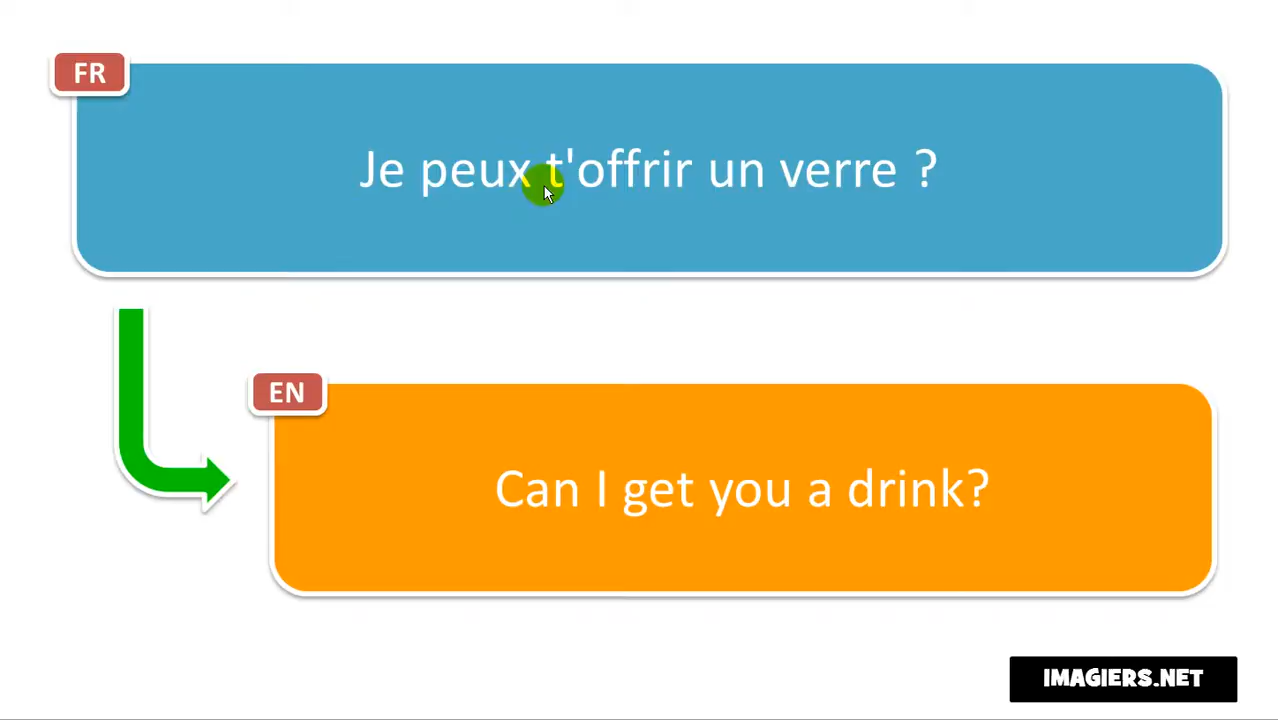 FR
Je peux t'offrir un verre ?
EN
Can I get you a drink?
IMAGIERS.NET